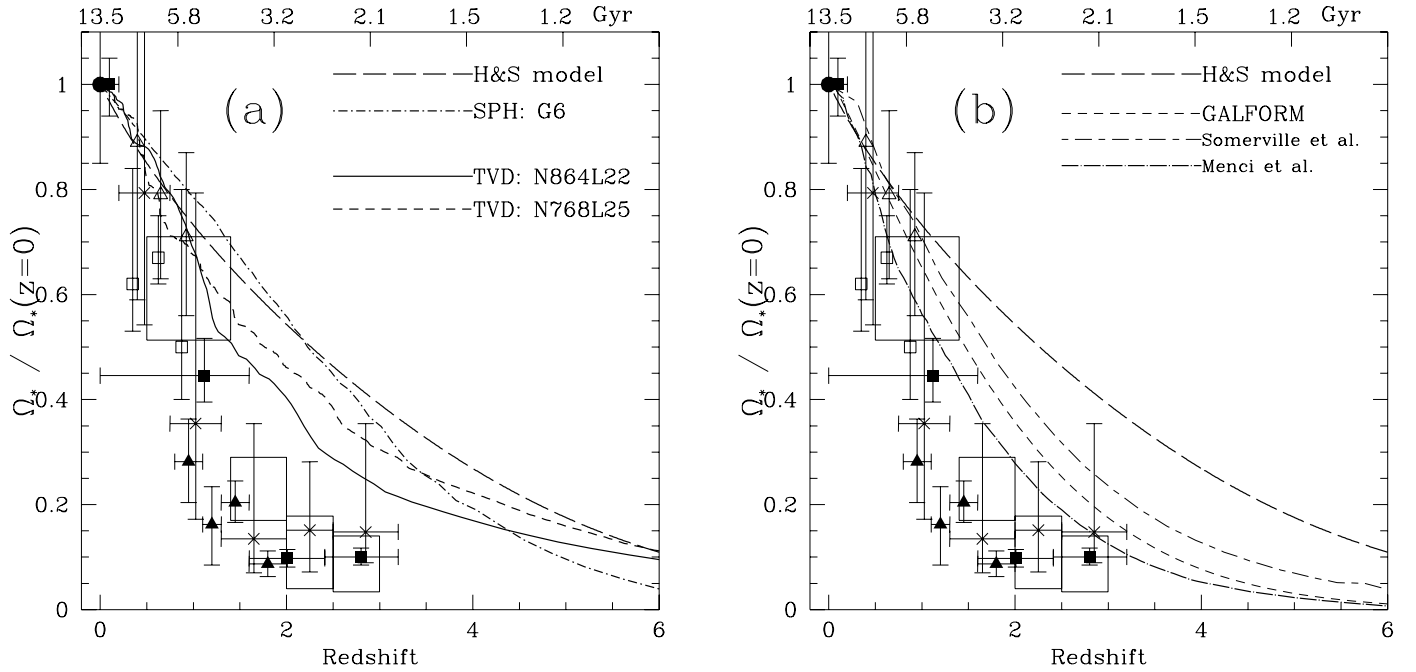 13.5 5.8 3.2 2.1 1.5 1.2 Gyr
(a)
H&S model
SPH: G6
TVD: N864L22
TVD: N768L25
Ω* / Ω*(z=0)
1
0.8
0.6
0.4
0.2
0
0 2 4 6
Redshift
13.5 5.8 3.2 2.1 1.5 1.2 Gyr
(b)
H&S model
GALFORM
Somerville et al.
Menci et al.
Ω* / Ω*(z=0)
1
0.8
0.6
0.4
0.2
0
0 2 4 6
Redshift